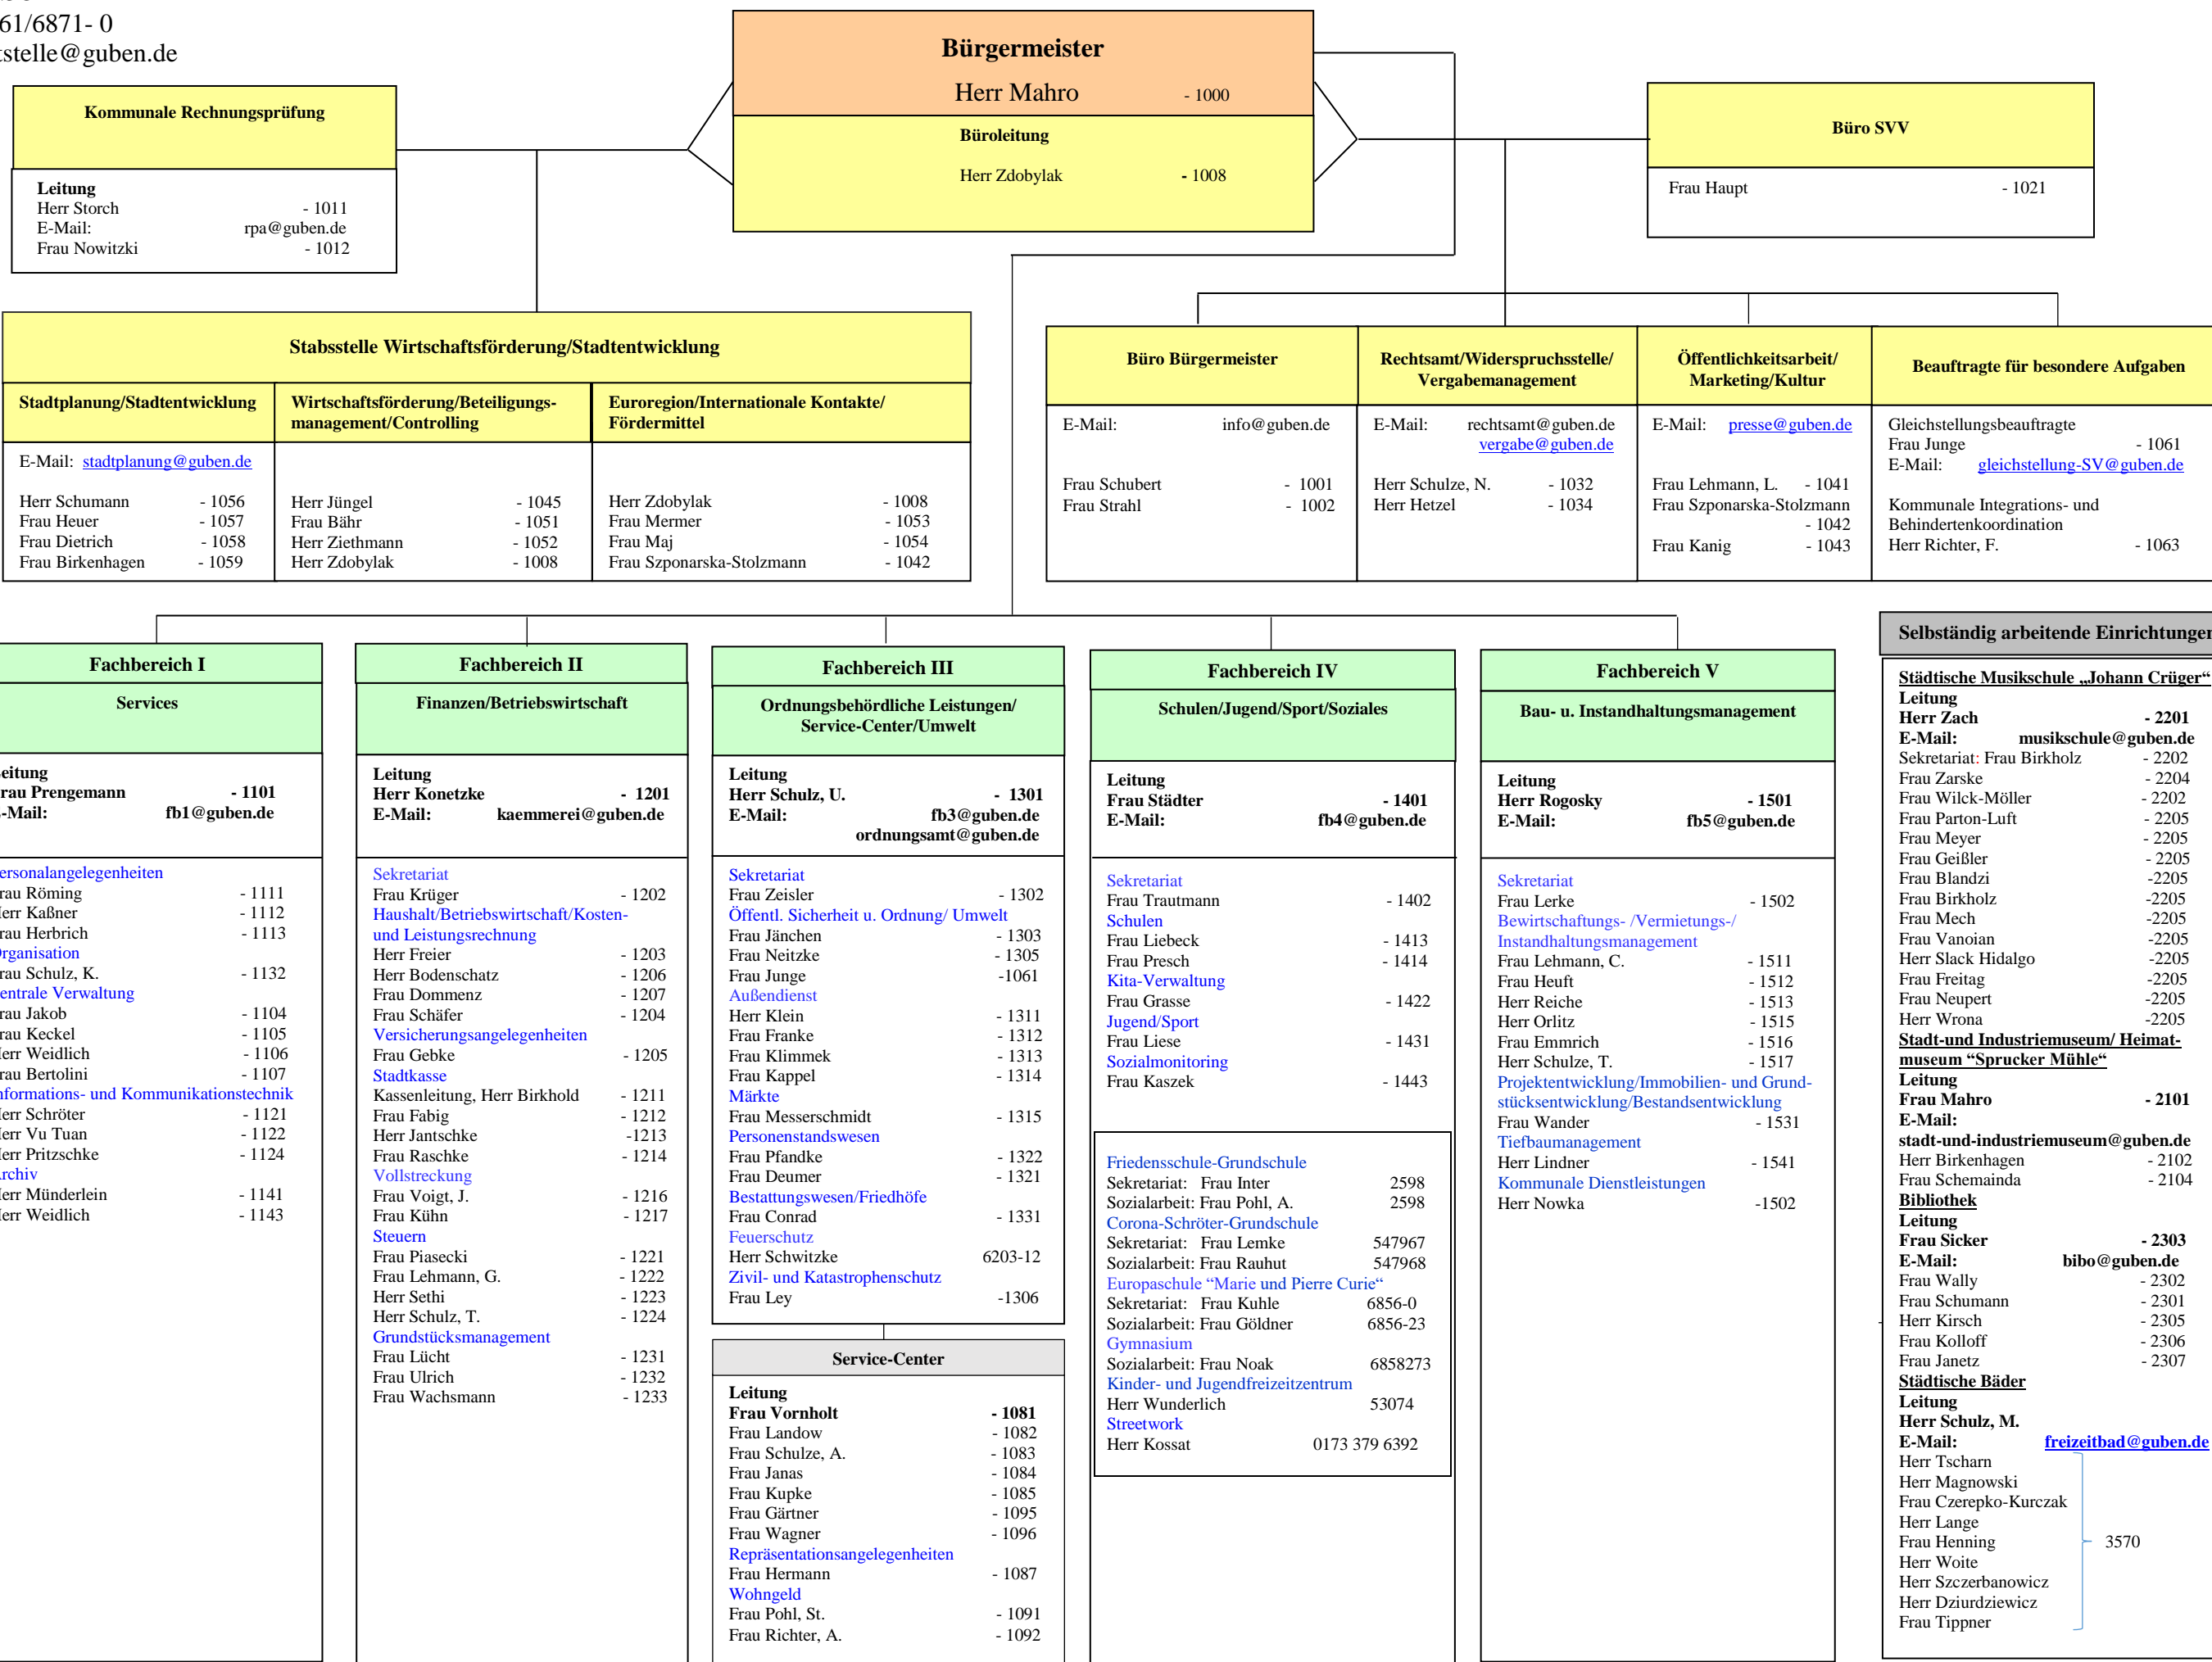 61/6871- 0
tstelle@guben.de
Bürgermeister
Herr Mahro - 1000
Büroleitung
Herr Zdobylak - 1008
Kommunale Rechnungsprüfung
Leitung
Herr Storch - 1011
E-Mail: rpa@guben.de
Frau Nowitzki - 1012
Büro SVV
Frau Haupt - 1021
Stabsstelle Wirtschaftsförderung/Stadtentwicklung
Stadtplanung/Stadtentwicklung
E-Mail: stadtplanung@guben.de
Herr Schumann - 1056
Frau Heuer - 1057
Frau Dietrich - 1058
Frau Birkenhagen - 1059
Wirtschaftsförderung/Beteiligungs-
management/Controlling
Herr Jüngel - 1045
Frau Bähr - 1051
Herr Ziethmann - 1052
Herr Zdobylak - 1008
Euroregion/Internationale Kontakte/
Fördermittel
Herr Zdobylak - 1008
Frau Mermer - 1053
Frau Maj - 1054
Frau Szponarska-Stolzmann - 1042
Büro Bürgermeister
E-Mail: info@guben.de
Frau Schubert - 1001
Frau Strahl - 1002
Rechtsamt/Widerspruchsstelle/
Vergabemanagement
E-Mail: rechtsamt@guben.de
vergabe@guben.de
Herr Schulze, N. - 1032
Herr Hetzel - 1034
Öffentlichkeitsarbeit/
Marketing/Kultur
E-Mail: presse@guben.de
Frau Lehmann, L. - 1041
Frau Szponarska-Stolzmann
- 1042
Frau Kanig - 1043
Beauftragte für besondere Aufgaben
Gleichstellungsbeauftragte
Frau Junge - 1061
E-Mail: gleichstellung-SV@guben.de
Kommunale Integrations- und
Behindertenkoordination
Herr Richter, F. - 1063
Fachbereich I
Services
Leitung
Frau Prengemann - 1101
E-Mail: fb1@guben.de
Personalangelegenheiten
Frau Röming - 1111
Herr Kaßner - 1112
Frau Herbrich - 1113
Organisation
Frau Schulz, K. - 1132
Zentrale Verwaltung
Frau Jakob - 1104
Frau Keckel - 1105
Herr Weidlich - 1106
Frau Bertolini - 1107
Informations- und Kommunikationstechnik
Herr Schröter - 1121
Herr Vu Tuan - 1122
Herr Pritzschke - 1124
Archiv
Herr Münderlein - 1141
Herr Weidlich - 1143
Fachbereich II
Finanzen/Betriebswirtschaft
Leitung
Herr Konetzke - 1201
E-Mail: kaemmerei@guben.de
Sekretariat
Frau Krüger - 1202
Haushalt/Betriebswirtschaft/Kosten-
und Leistungsrechnung
Herr Freier - 1203
Herr Bodenschatz - 1206
Frau Dommenz - 1207
Frau Schäfer - 1204
Versicherungsangelegenheiten
Frau Gebke - 1205
Stadtkasse
Kassenleitung, Herr Birkhold - 1211
Frau Fabig - 1212
Herr Jantschke -1213
Frau Raschke - 1214
Vollstreckung
Frau Voigt, J. - 1216
Frau Kühn - 1217
Steuern
Frau Piasecki - 1221
Frau Lehmann, G. - 1222
Herr Sethi - 1223
Herr Schulz, T. - 1224
Grundstücksmanagement
Frau Lücht - 1231
Frau Ulrich - 1232
Frau Wachsmann - 1233
Fachbereich III
Ordnungsbehördliche Leistungen/
Service-Center/Umwelt
Leitung
Herr Schulz, U. - 1301
E-Mail: fb3@guben.de
ordnungsamt@guben.de
Sekretariat
Frau Zeisler - 1302
Öffentl. Sicherheit u. Ordnung/ Umwelt
Frau Jänchen - 1303
Frau Neitzke - 1305
Frau Junge -1061
Außendienst
Herr Klein - 1311
Frau Franke - 1312
Frau Klimmek - 1313
Frau Kappel - 1314
Märkte
Frau Messerschmidt - 1315
Personenstandswesen
Frau Pfandke - 1322
Frau Deumer - 1321
Bestattungswesen/Friedhöfe
Frau Conrad - 1331
Feuerschutz
Herr Schwitzke 6203-12
Zivil- und Katastrophenschutz
Frau Ley -1306
Service-Center
Leitung
Frau Vornholt - 1081
Frau Landow - 1082
Frau Schulze, A. - 1083
Frau Janas - 1084
Frau Kupke - 1085
Frau Gärtner - 1095
Frau Wagner - 1096
Repräsentationsangelegenheiten
Frau Hermann - 1087
Wohngeld
Frau Pohl, St. - 1091
Frau Richter, A. - 1092
Fachbereich IV
Schulen/Jugend/Sport/Soziales
Leitung
Frau Städter - 1401
E-Mail: fb4@guben.de
Sekretariat
Frau Trautmann - 1402
Schulen
Frau Liebeck - 1413
Frau Presch - 1414
Kita-Verwaltung
Frau Grasse - 1422
Jugend/Sport
Frau Liese - 1431
Sozialmonitoring
Frau Kaszek - 1443
Friedensschule-Grundschule
Sekretariat: Frau Inter 2598
Sozialarbeit: Frau Pohl, A. 2598
Corona-Schröter-Grundschule
Sekretariat: Frau Lemke 547967
Sozialarbeit: Frau Rauhut 547968
Europaschule “Marie und Pierre Curie“
Sekretariat: Frau Kuhle 6856-0
Sozialarbeit: Frau Göldner 6856-23
Gymnasium
Sozialarbeit: Frau Noak 6858273
Kinder- und Jugendfreizeitzentrum
Herr Wunderlich 53074
Streetwork
Herr Kossat 0173 379 6392
Fachbereich V
Bau- u. Instandhaltungsmanagement
Leitung
Herr Rogosky - 1501
E-Mail: fb5@guben.de
Sekretariat
Frau Lerke - 1502
Bewirtschaftungs- /Vermietungs-/
Instandhaltungsmanagement
Frau Lehmann, C. - 1511
Frau Heuft - 1512
Herr Reiche - 1513
Herr Orlitz - 1515
Frau Emmrich - 1516
Herr Schulze, T. - 1517
Projektentwicklung/Immobilien- und Grund-
stücksentwicklung/Bestandsentwicklung
Frau Wander - 1531
Tiefbaumanagement
Herr Lindner - 1541
Kommunale Dienstleistungen
Herr Nowka -1502
Selbständig arbeitende Einrichtungen
Städtische Musikschule „Johann Crüger“
Leitung
Herr Zach - 2201
E-Mail: musikschule@guben.de
Sekretariat: Frau Birkholz - 2202
Frau Zarske - 2204
Frau Wilck-Möller - 2202
Frau Parton-Luft - 2205
Frau Meyer - 2205
Frau Geißler - 2205
Frau Blandzi -2205
Frau Birkholz -2205
Frau Mech -2205
Frau Vanoian -2205
Herr Slack Hidalgo -2205
Frau Freitag -2205
Frau Neupert -2205
Herr Wrona -2205
Stadt-und Industriemuseum/ Heimat-
museum “Sprucker Mühle“
Leitung
Frau Mahro - 2101
E-Mail:
stadt-und-industriemuseum@guben.de
Herr Birkenhagen - 2102
Frau Schemainda - 2104
Bibliothek
Leitung
Frau Sicker - 2303
E-Mail: bibo@guben.de
Frau Wally - 2302
Frau Schumann - 2301
Herr Kirsch - 2305
Frau Kolloff - 2306
Frau Janetz - 2307
Städtische Bäder
Leitung
Herr Schulz, M.
E-Mail: freizeitbad@guben.de
Herr Tscharn
Herr Magnowski
Frau Czerepko-Kurczak
Herr Lange
Frau Henning 3570
Herr Woite
Herr Szczerbanowicz
Herr Dziurdziewicz
Frau Tippner